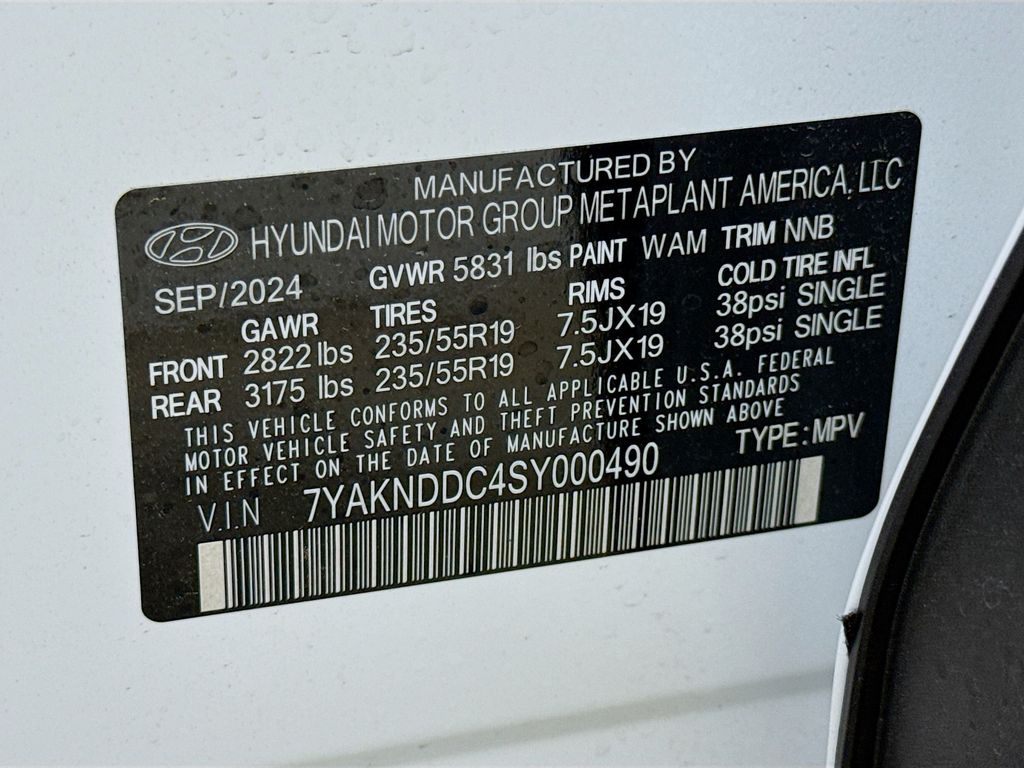 MANUFACTURED BY
HYUNDAI MOTOR GROUP METAPLANT AMERICA, LLC
SEP/2024 GVWR 5831 lbs PAINT WAM TRIM NNB
GAWR TIRES RIMS COLD TIRE INFL
FRONT 2822 lbs 235/55R19 7.5JX19 38psi SINGLE
REAR 3175 lbs 235/55R19 7.5JX19 38psi SINGLE
THIS VEHICLE CONFORMS TO ALL APPLICABLE U.S.A. FEDERAL
MOTOR VEHICLE SAFETY AND THEFT PREVENTION STANDARDS
IN EFFECT ON THE DATE OF MANUFACTURE SHOWN ABOVE
V.I.N 7YAKNDDC4SY000490 TYPE: MPV